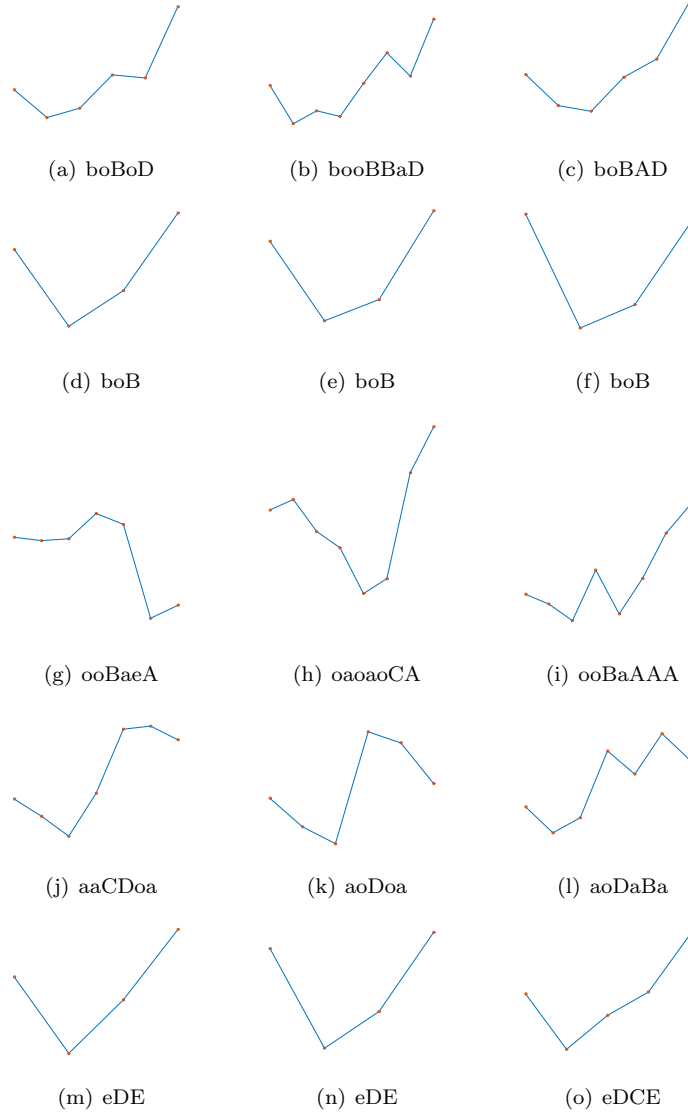 (a) boBoD
(b) booBBaD
(c) boBAD
(d) boB
(e) boB
(f) boB
(g) ooBaeA
(h) oaoaoCA
(i) ooBaAAA
(j) aaCDoa
(k) aoDoa
(l) aoDaBa
(m) eDE
(n) eDE
(o) eDCE